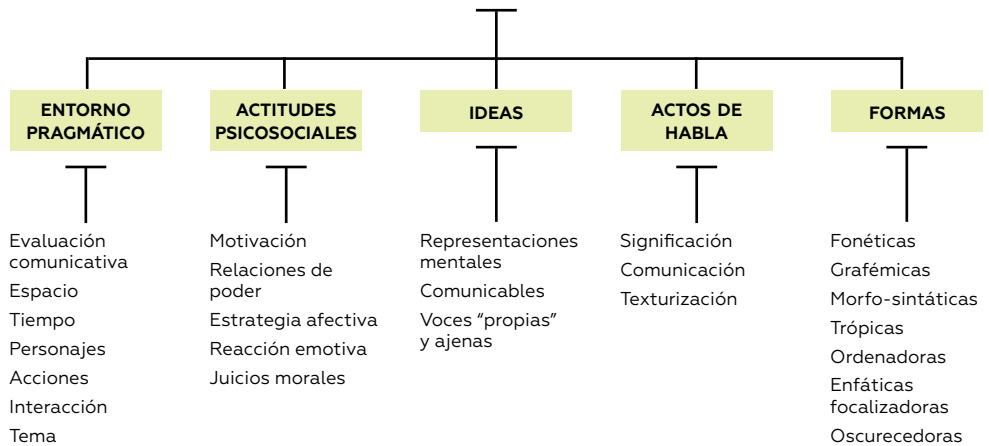 ENTORNO
PRAGMÁTICO
ACTITUDES
PSICOSOCIALES
IDEAS
ACTOS DE
HABLA
FORMAS
Evaluación
comunicativa
Espacio
Tiempo
Personajes
Acciones
Interacción
Tema
Motivación
Relaciones de
poder
Estrategia afectiva
Reacción emotiva
Juicios morales
Representaciones
mentales
Comunicables
Voces “propias”
y ajenas
Significación
Comunicación
Texturización
Fonéticas
Grafémicas
Morfo-sintáticas
Trópicas
Ordenadoras
Enfáticas
focalizadoras
Oscurecedoras